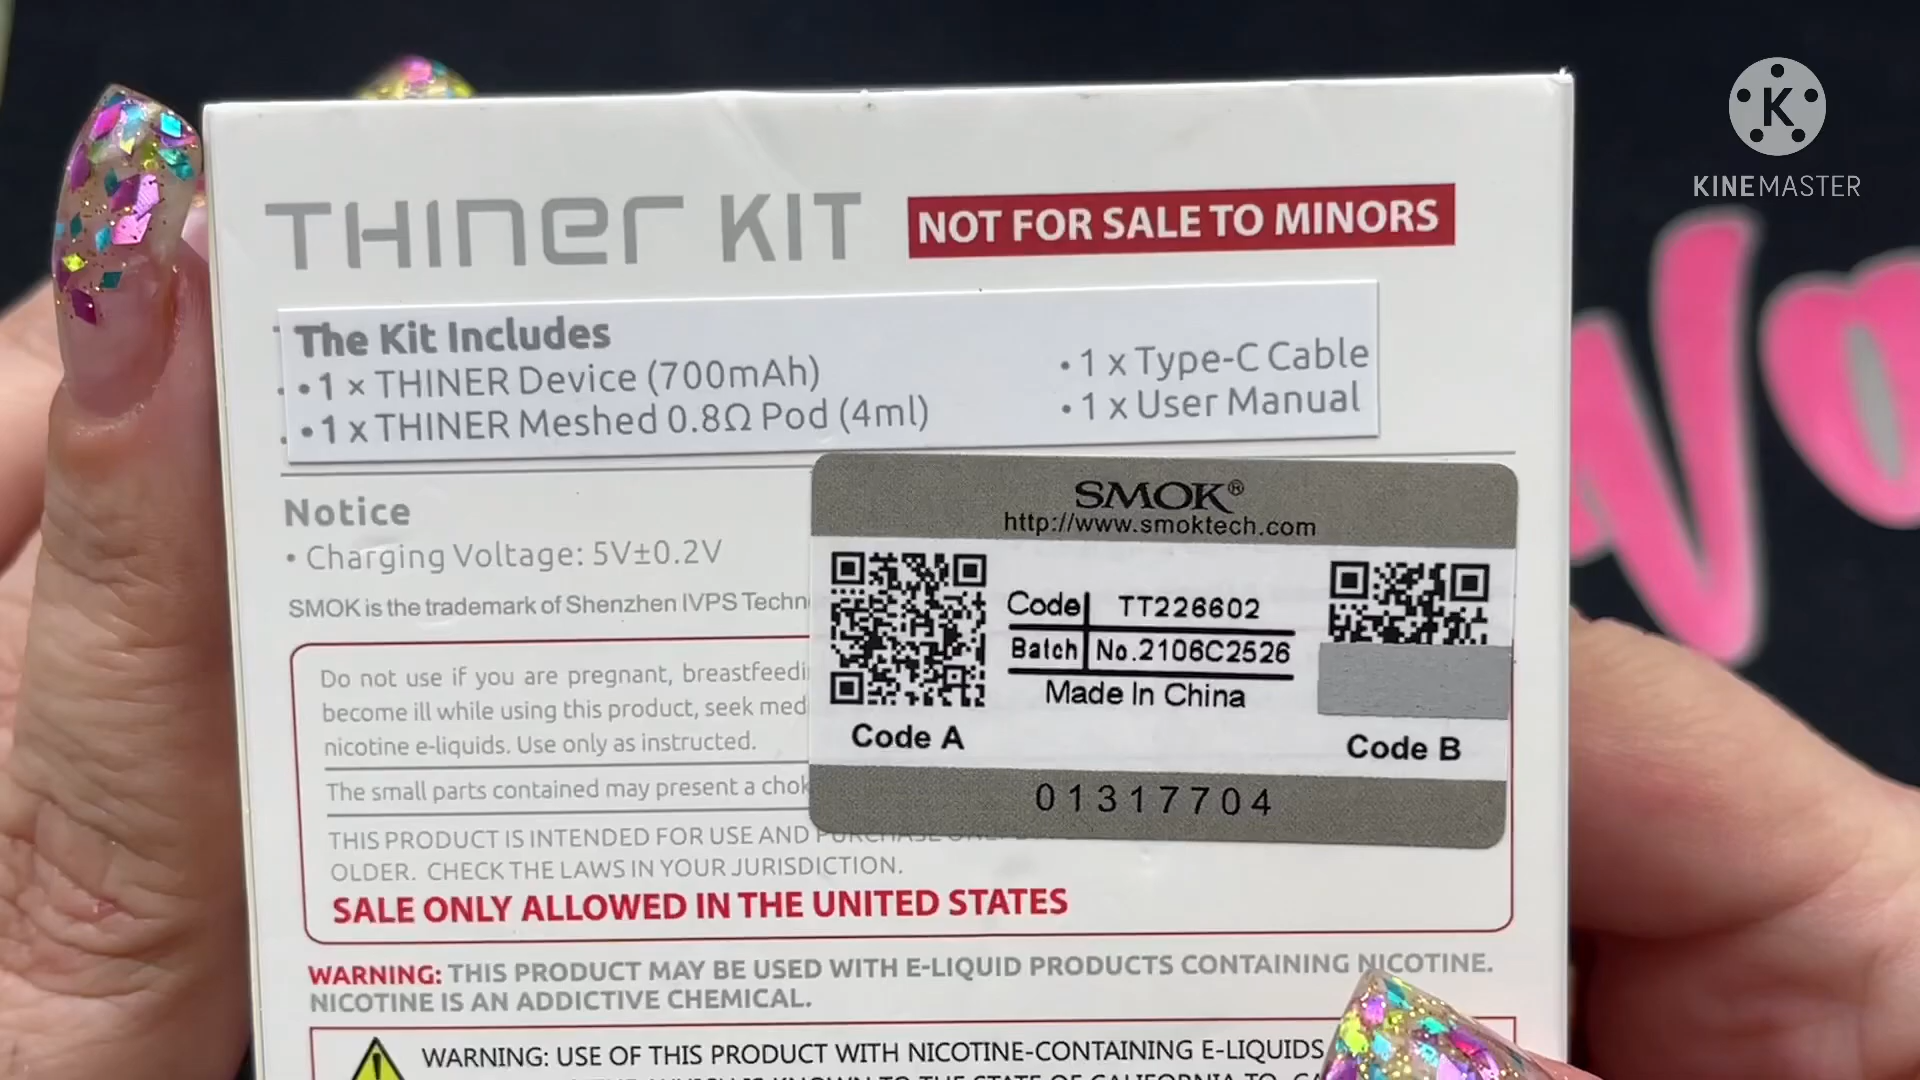 K
KINEMASTER
THINER KIT NOT FOR SALE TO MINORS
The Kit Includes
• 1 x THINER Device (700mAh)
• 1 x THINER Meshed 0.8Ω Pod (4ml)
• 1 x Type-C Cable
• 1 x User Manual
Notice
• Charging Voltage: 5V±0.2V
SMOK is the trademark of Shenzhen IVPS
Do not use if you are pregnant,
become ill while using this product, seek
nicotine e-liquids. Use only as instructed.
The small parts contained may present a
THIS PRODUCT IS INTENDED FOR USE AND PURCHASE
OLDER. CHECK THE LAWS IN YOUR JURISDICTION.
SALE ONLY ALLOWED IN THE UNITED STATES
SMOK®
http://www.smoktech.com
Code TT226602
Batch No.2106C2526
Made In China
Code A
Code B
01317704
WARNING: THIS PRODUCT MAY BE USED WITH E-LIQUID PRODUCTS CONTAINING NICOTINE.
NICOTINE IS AN ADDICTIVE CHEMICAL.
WARNING: USE OF THIS PRODUCT WITH NICOTINE-CONTAINING E-LIQUIDS